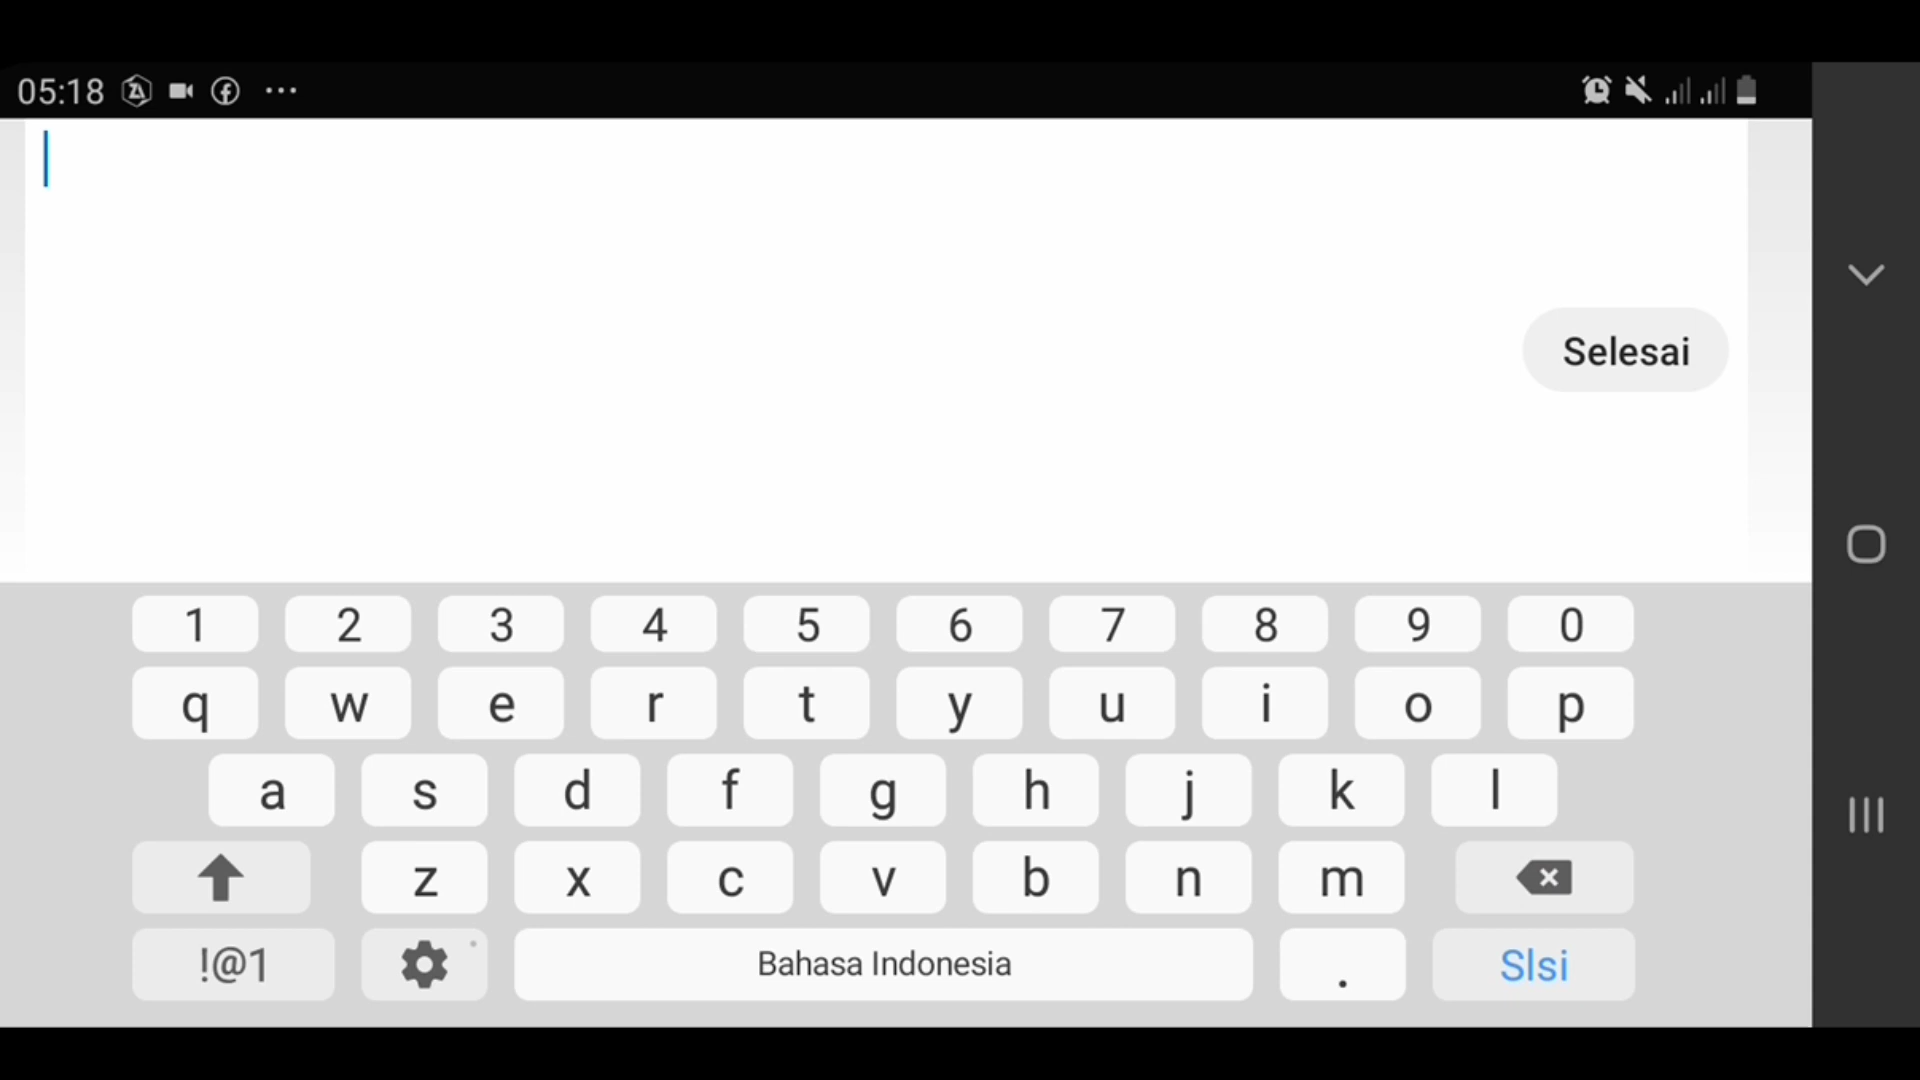 05:18
Selesai
1 2 3 4 5 6 7 8 9 0
q w e r t y u i o p
a s d f g h j k l
z x c v b n m
!@1 Bahasa Indonesia . Slsi